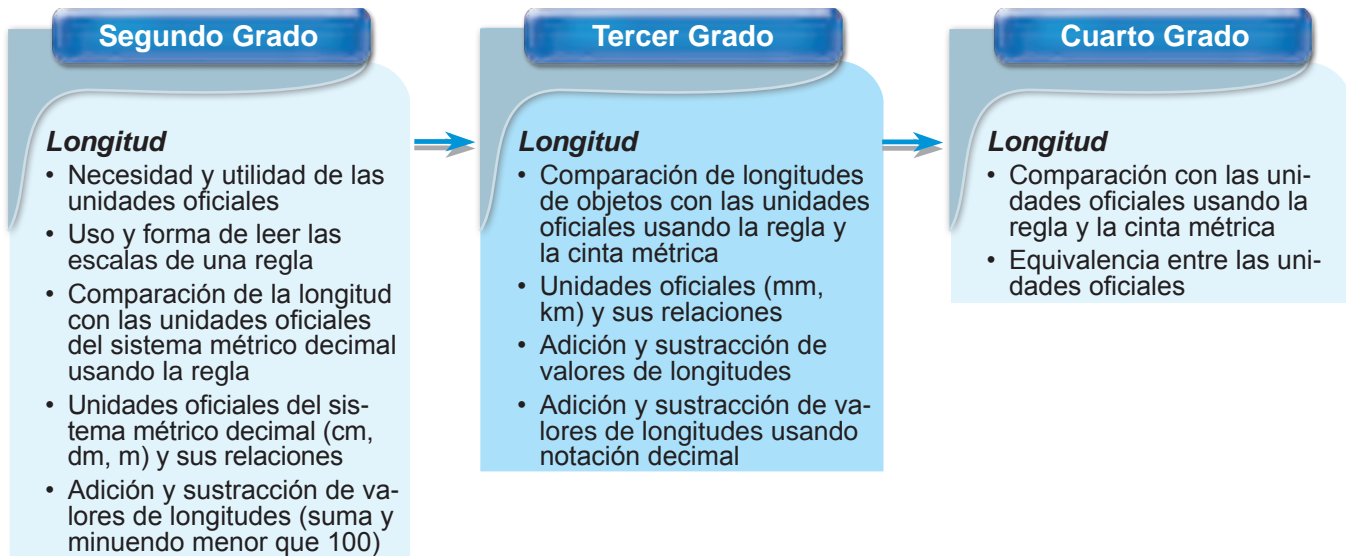 Segundo Grado
Longitud
• Necesidad y utilidad de las
unidades oficiales
• Uso y forma de leer las
escalas de una regla
• Comparación de la longitud
con las unidades oficiales
del sistema métrico decimal
usando la regla
• Unidades oficiales del sis-
tema métrico decimal (cm,
dm, m) y sus relaciones
• Adición y sustracción de va-
lores de longitudes (suma y
minuendo menor que 100)
Tercer Grado
Longitud
• Comparación de longitudes
de objetos con las unidades
oficiales usando la regla y
la cinta métrica
• Unidades oficiales (mm,
km) y sus relaciones
• Adición y sustracción de
valores de longitudes
• Adición y sustracción de va-
lores de longitudes usando
notación decimal
Cuarto Grado
Longitud
• Comparación con las uni-
dades oficiales usando la
regla y la cinta métrica
• Equivalencia entre las uni-
dades oficiales